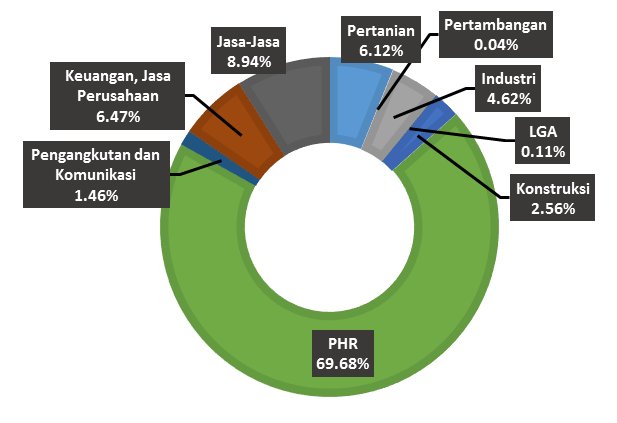 Pertanian
6.12%
Pertambangan
0.04%
Industri
4.62%
LGA
0.11%
Konstruksi
2.56%
PHR
69.68%
Pengangkutan dan
Komunikasi
1.46%
Keuangan, Jasa
Perusahaan
6.47%
Jasa-Jasa
8.94%